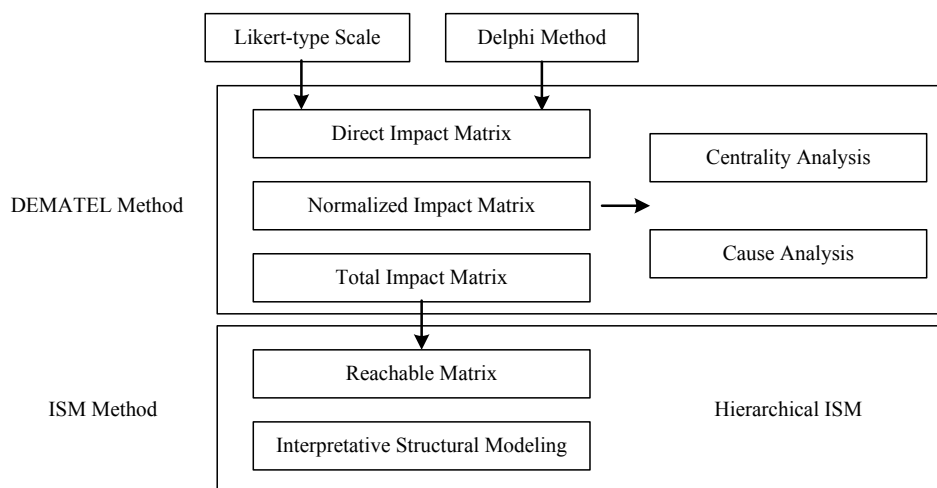 Likert-type Scale
Delphi Method
Direct Impact Matrix
Centrality Analysis
DEMATEL Method
Normalized Impact Matrix
Cause Analysis
Total Impact Matrix
Reachable Matrix
ISM Method
Hierarchical ISM
Interpretative Structural Modeling